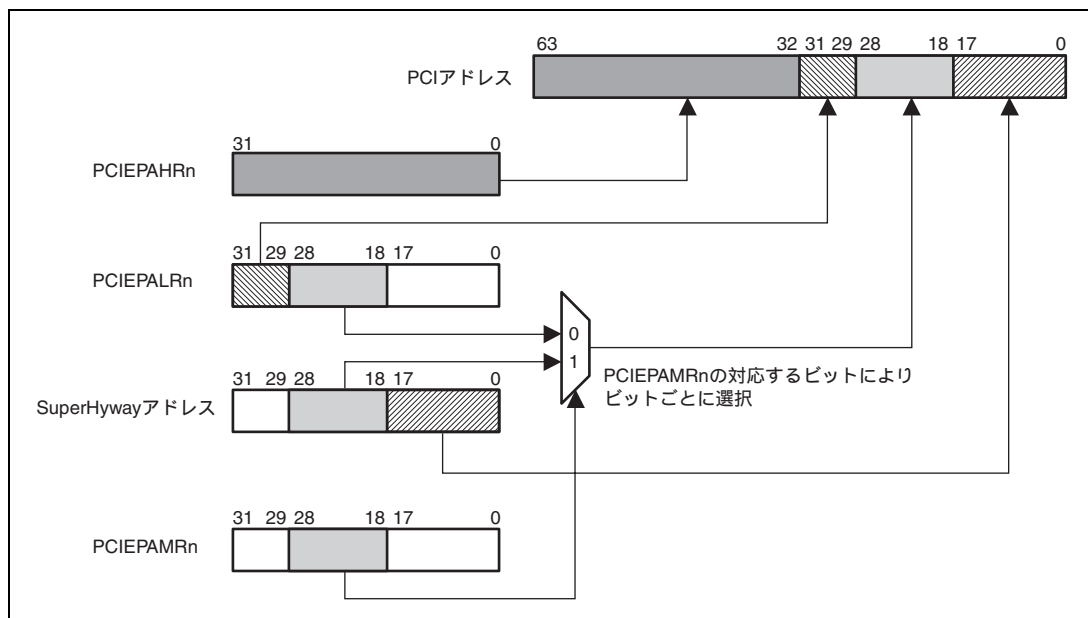 63 32 31 29 28 18 17 0
PCIアドレス
31 0
PCIEPAHRn
31 29 28 18 17 0
PCIEPALRn
0
1
PCIEPAMRnの対応するビットにより
ビットごとに選択
31 29 28 18 17 0
SuperHywayアドレス
31 29 28 18 17 0
PCIEPAMRn